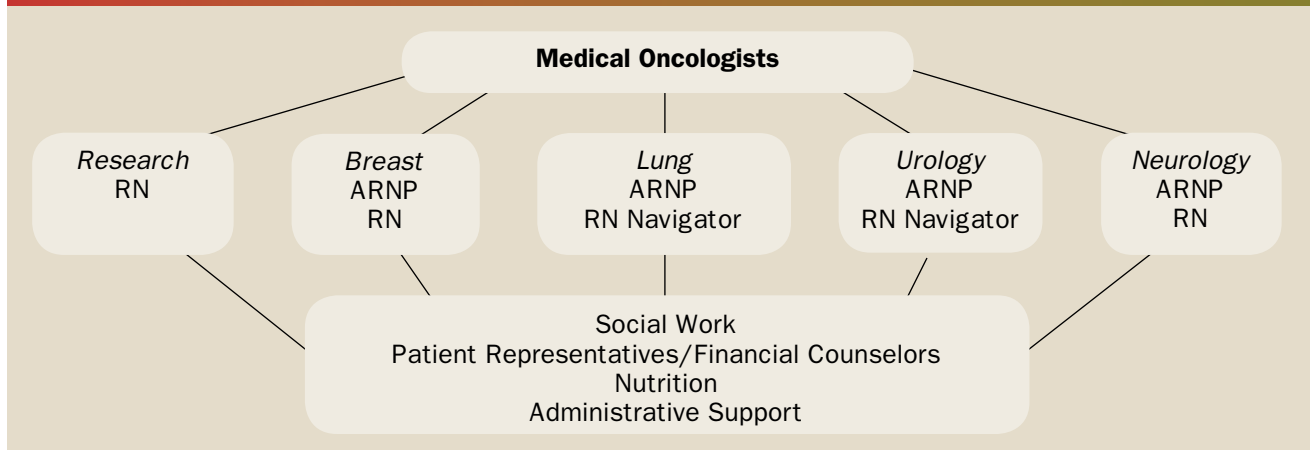 Medical Oncologists
Research
RN
Breast
ARNP
RN
Lung
ARNP
RN Navigator
Urology
ARNP
RN Navigator
Neurology
ARNP
RN
Social Work
Patient Representatives/Financial Counselors
Nutrition
Administrative Support